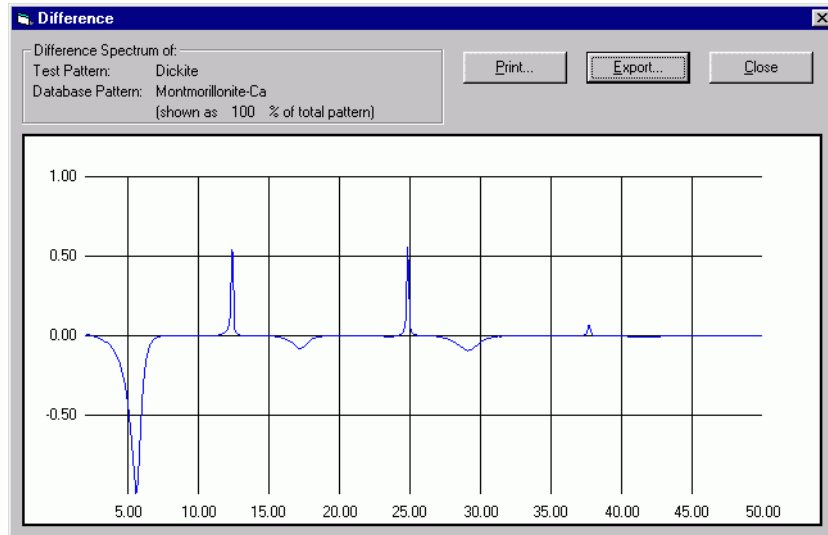 Difference
Difference Spectrum of:
Test Pattern: Dickite
Database Pattern: Montmorillonite-Ca
(shown as 100 % of total pattern)
Print...
Export...
Close
1.00
0.50
0.00
-0.50
5.00 10.00 15.00 20.00 25.00 30.00 35.00 40.00 45.00 50.00